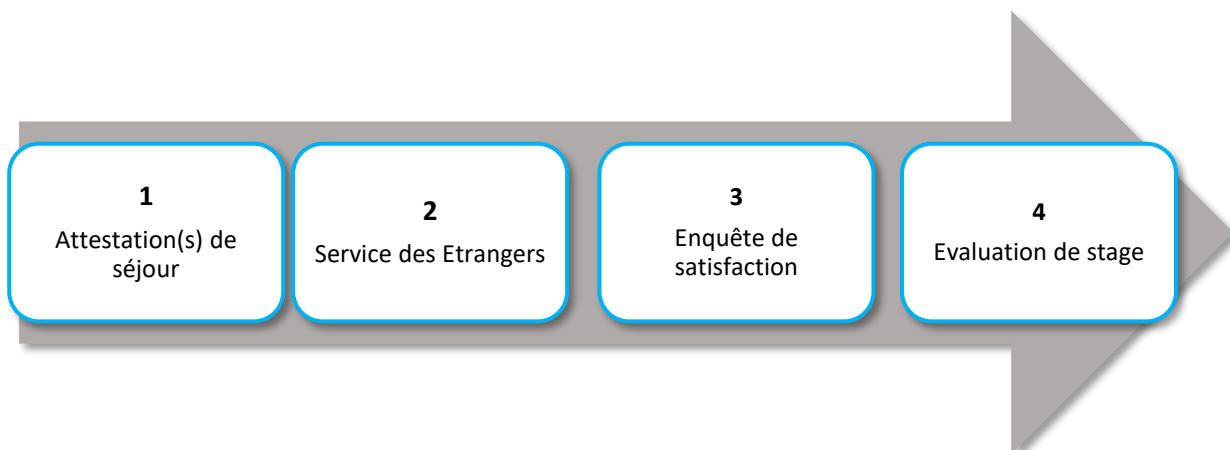 1
Attestation(s) de
séjour
2
Service des Etrangers
3
Enquête de
satisfaction
4
Evaluation de stage